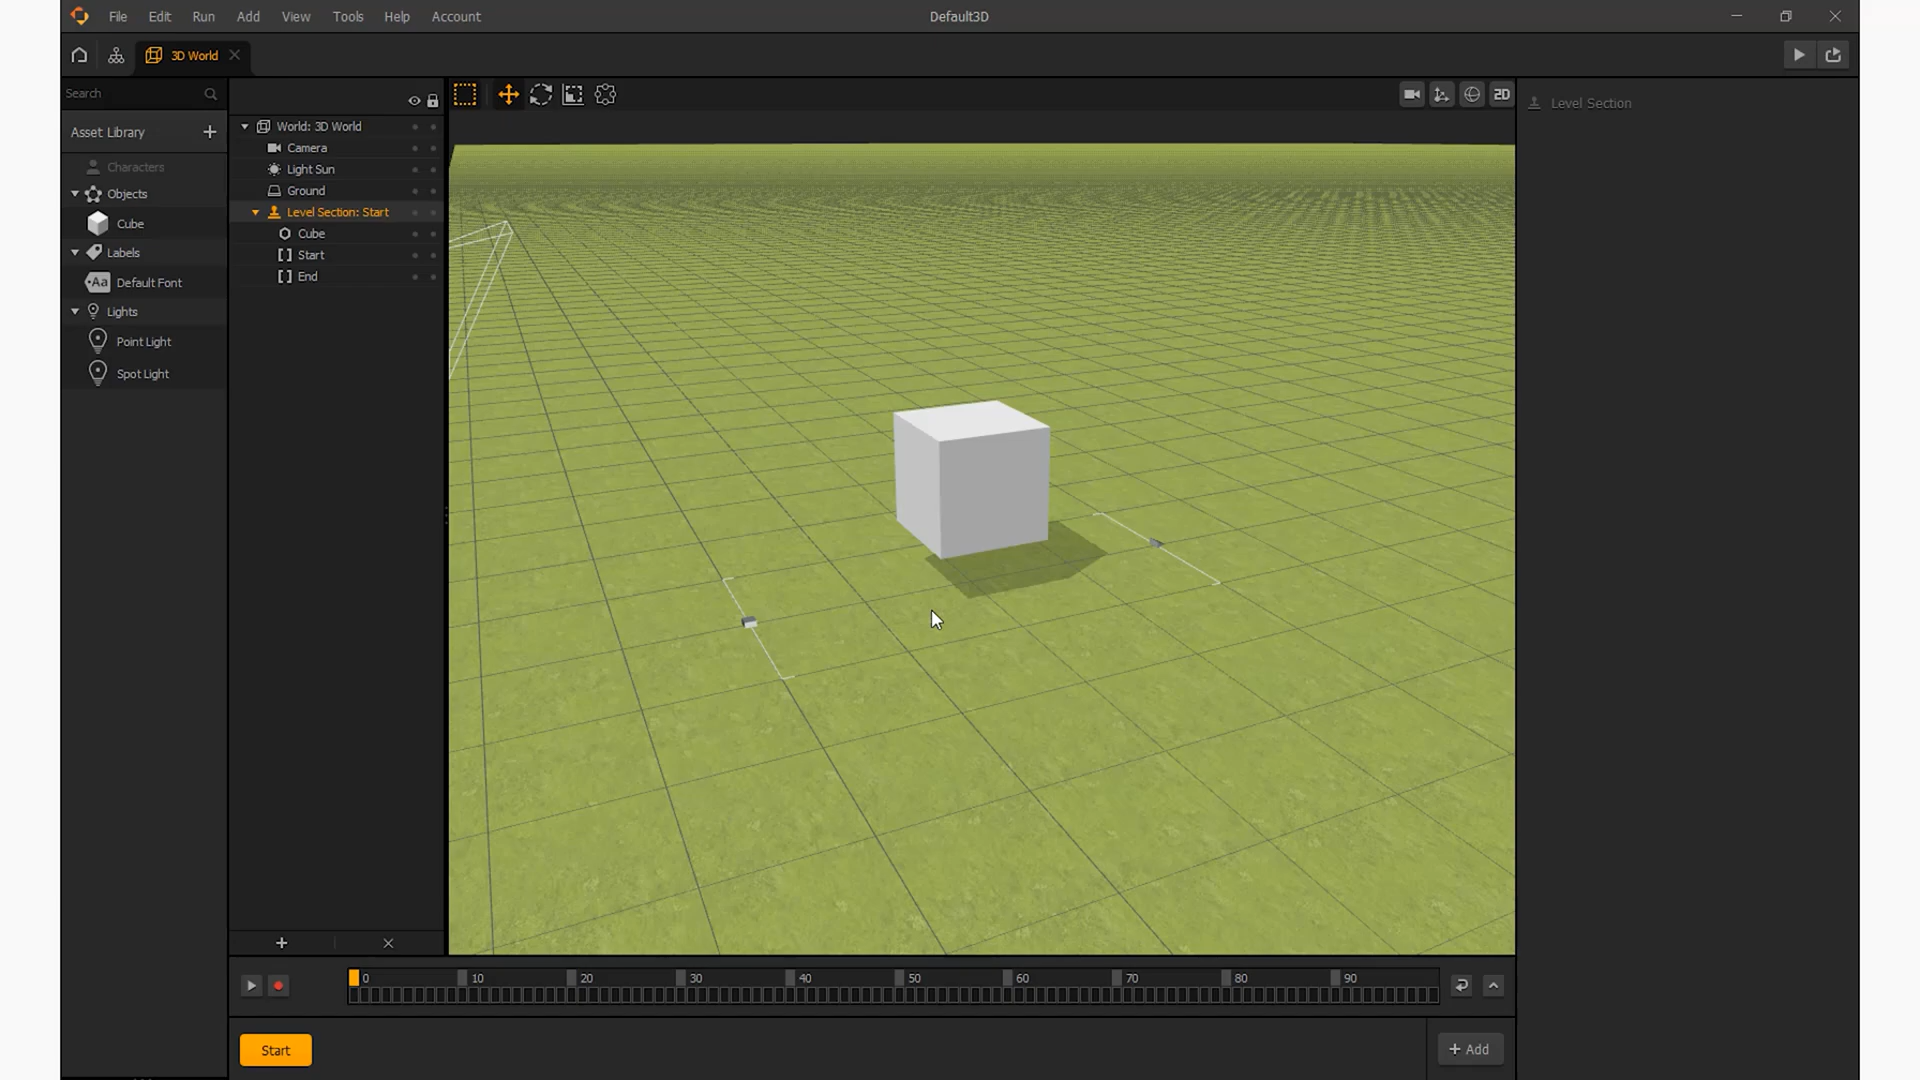 File Edit Run Add View Tools Help Account
Default3D
3D World
Search
Asset Library
Characters
Objects
Cube
Labels
Aa Default Font
Lights
Point Light
Spot Light
World: 3D World
Camera
Light Sun
Ground
Level Section: Start
Cube
Start
End
2D
Level Section
0 10 20 30 40 50 60 70 80 90
Start
+ Add